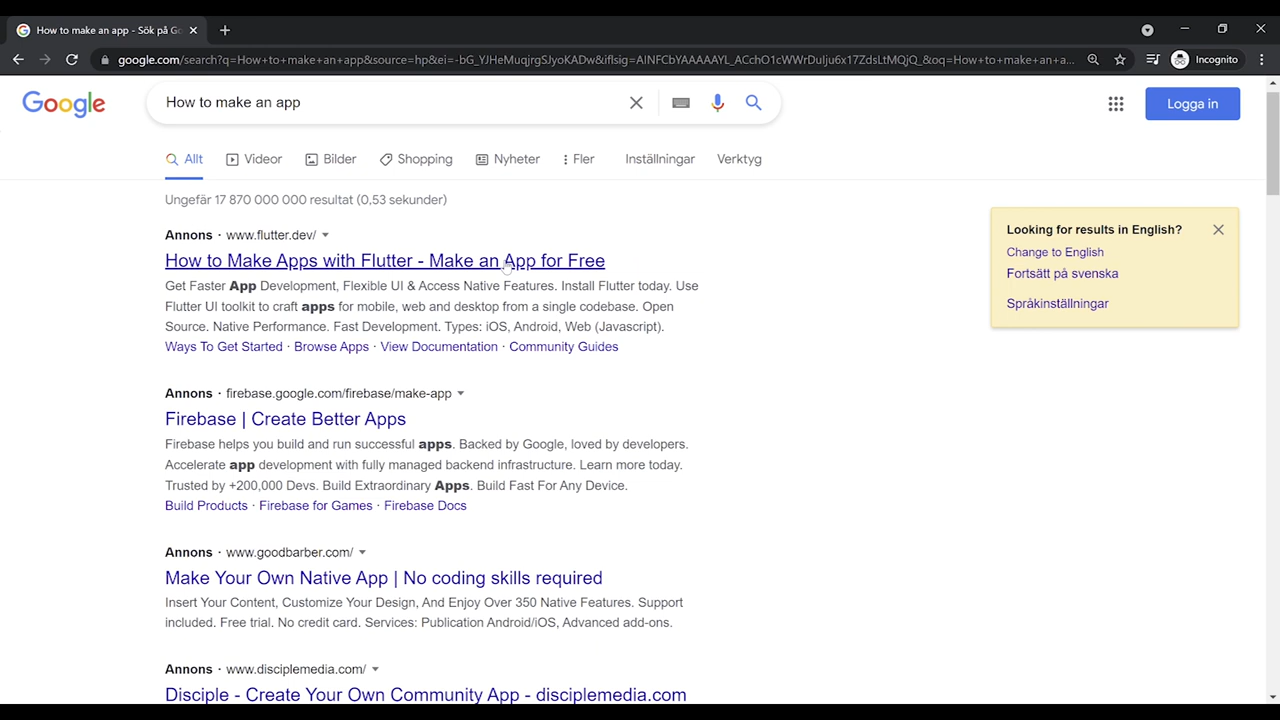 How to make an app - Sök på Go
google.com/search?q=How+to+make+an+app&source=hp&ei=-bG_
Incognito
Google
How to make an app
Logga in
Allt Videor Bilder Shopping Nyheter Fler Inställningar Verktyg
Ungefär 17 870 000 000 resultat (0,53 sekunder)
Annons · www.flutter.dev/
How to Make Apps with Flutter - Make an App for Free
Get Faster App Development, Flexible UI & Access Native Features. Install Flutter today. Use
Flutter UI toolkit to craft apps for mobile, web and desktop from a single codebase. Open
Source. Native Performance. Fast Development. Types: iOS, Android, Web (Javascript).
Ways To Get Started · Browse Apps · View Documentation · Community Guides
Looking for results in English?
Change to English
Fortsätt på svenska
Språkinställningar
Annons · firebase.google.com/firebase/make-app
Firebase | Create Better Apps
Firebase helps you build and run successful apps. Backed by Google, loved by developers.
Accelerate app development with fully managed backend infrastructure. Learn more today.
Trusted by +200,000 Devs. Build Extraordinary Apps. Build Fast For Any Device.
Build Products · Firebase for Games · Firebase Docs
Annons · www.goodbarber.com/
Make Your Own Native App | No coding skills required
Insert Your Content, Customize Your Design, And Enjoy Over 350 Native Features. Support
included. Free trial. No credit card. Services: Publication Android/iOS, Advanced add-ons.
Annons · www.disciplemedia.com/
Disciple - Create Your Own Community App - disciplemedia.com